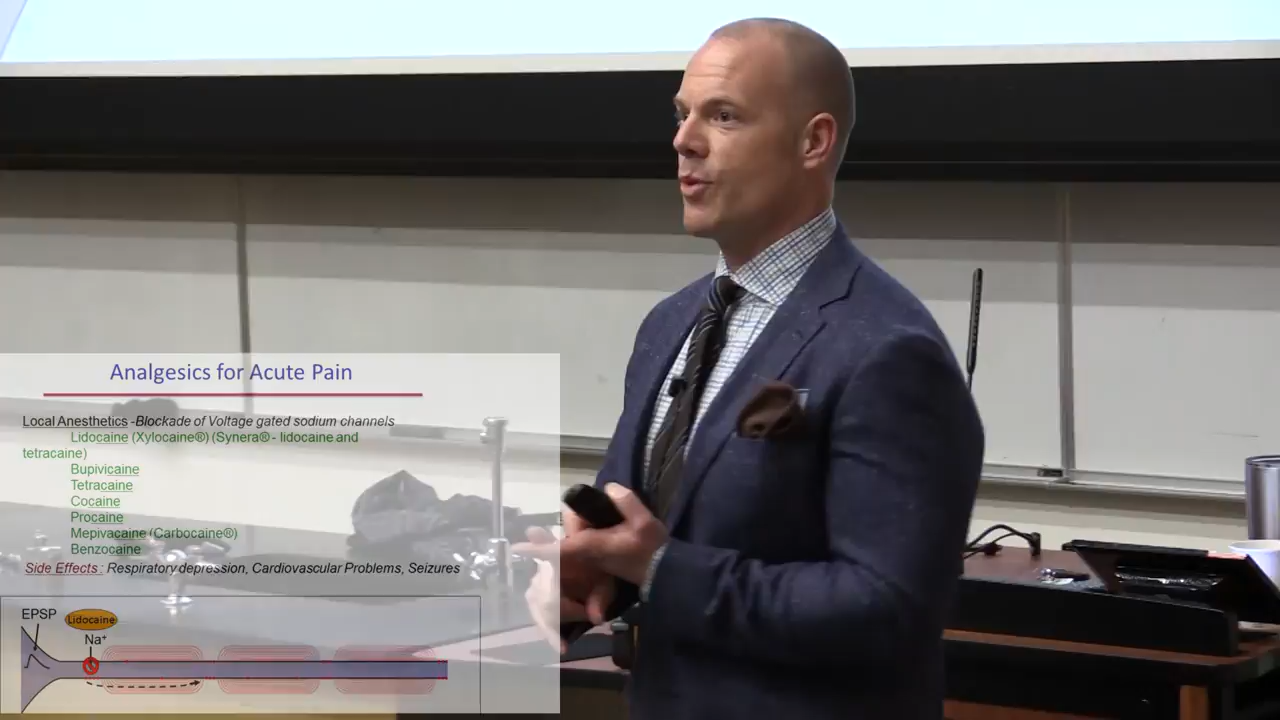 Analgesics for Acute Pain
Local Anesthetics -Blockade of Voltage gated sodium channels
Lidocaine (Xylocaine®) (Synera® - lidocaine and
tetracaine)
Bupivicaine
Tetracaine
Cocaine
Procaine
Mepivacaine (Carbocaine®)
Benzocaine
Side Effects : Respiratory depression, Cardiovascular Problems, Seizures
EPSP
Lidocaine
Na⁺